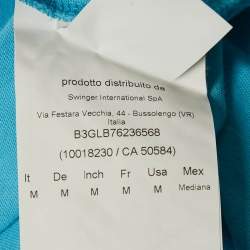 prodotto distribuito da
Swinger International SpA
Via Festara Vecchia, 44 - Bussolengo (VR)
Italia
B3GLB76236568
(10018230 / CA 50584)
It De Inch Fr Usa Mex
M M M M M Mediana